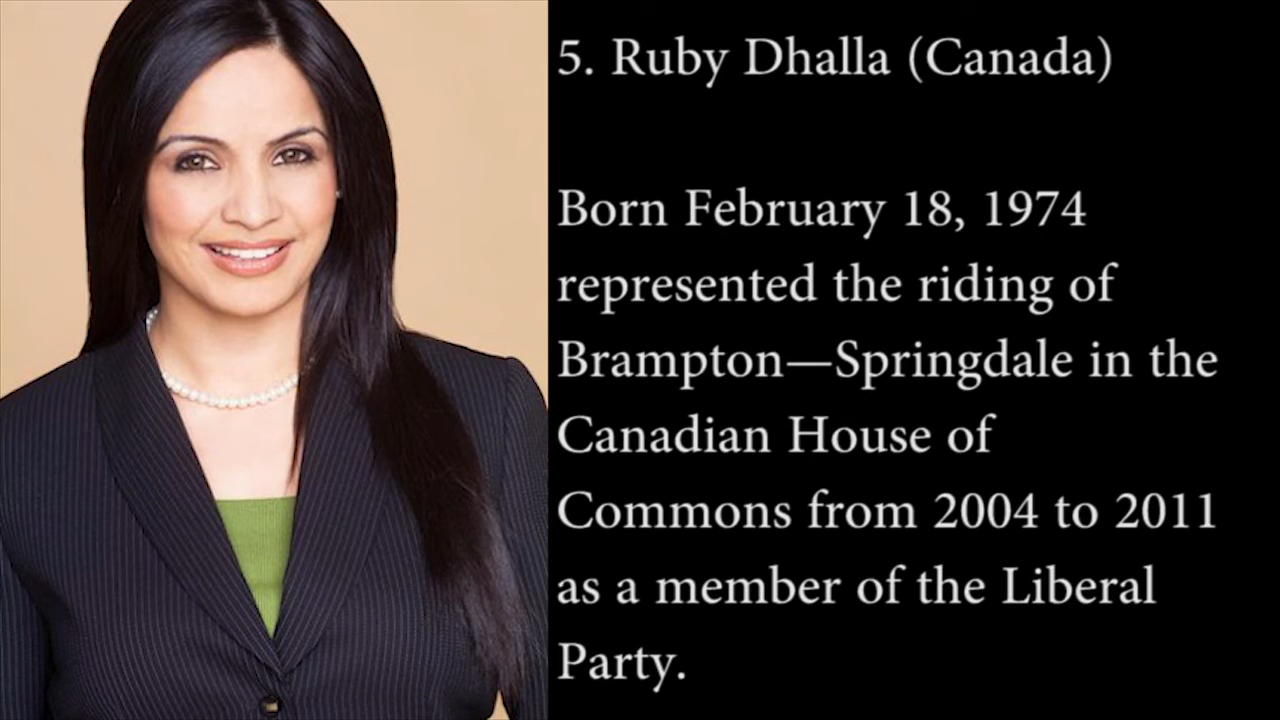 5. Ruby Dhalla (Canada)
Born February 18, 1974
represented the riding of
Brampton—Springdale in the
Canadian House of
Commons from 2004 to 2011
as a member of the Liberal
Party.